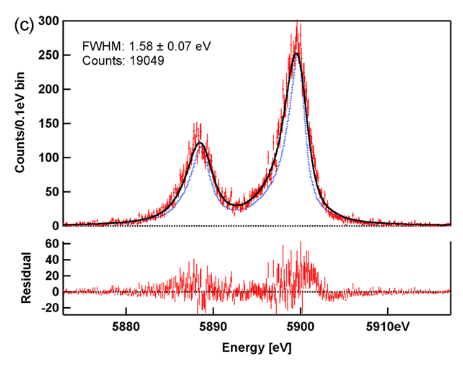 (c)
300
250
200
150
100
50
0
FWHM: 1.58 ± 0.07 eV
Counts: 19049
Counts/0.1eV bin
60
40
20
0
-20
Residual
5880 5890 5900 5910eV
Energy [eV]